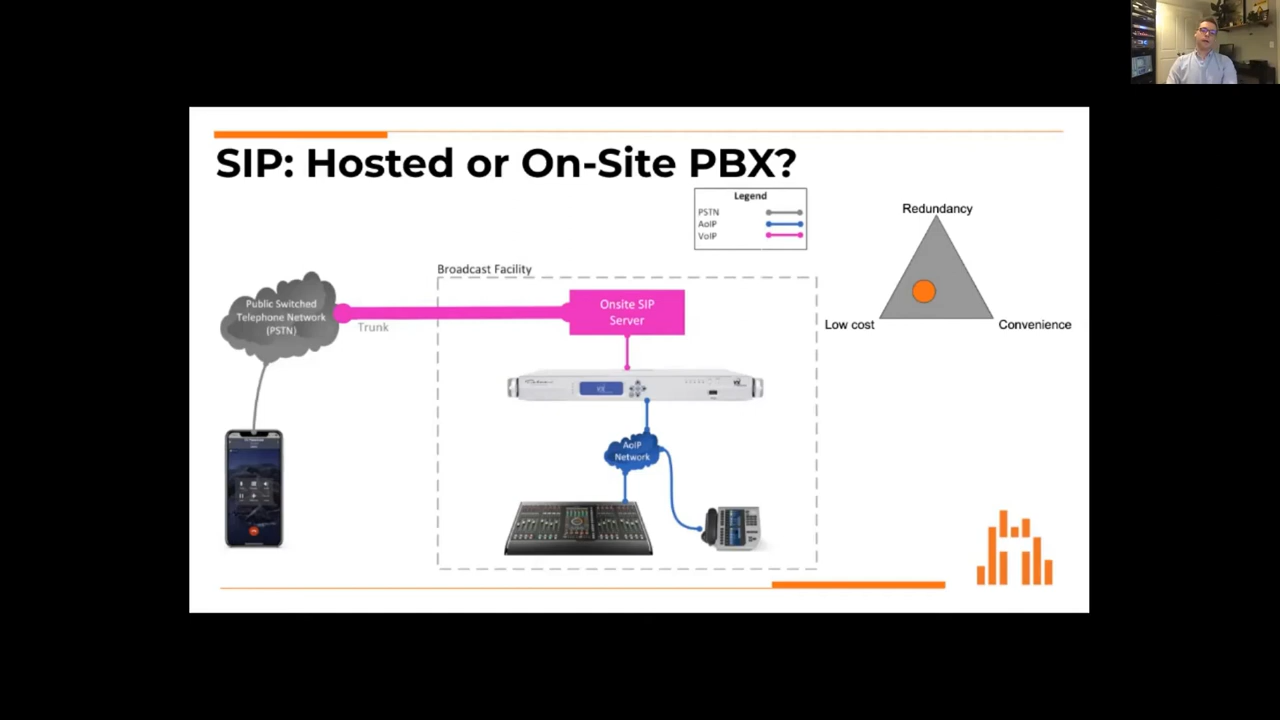 SIP: Hosted or On-Site PBX?
Legend
PSTN
AoIP
VoIP
Redundancy
Low cost
Convenience
Broadcast Facility
Public Switched
Telephone Network
(PSTN)
Trunk
Onsite SIP
Server
AoIP
Network